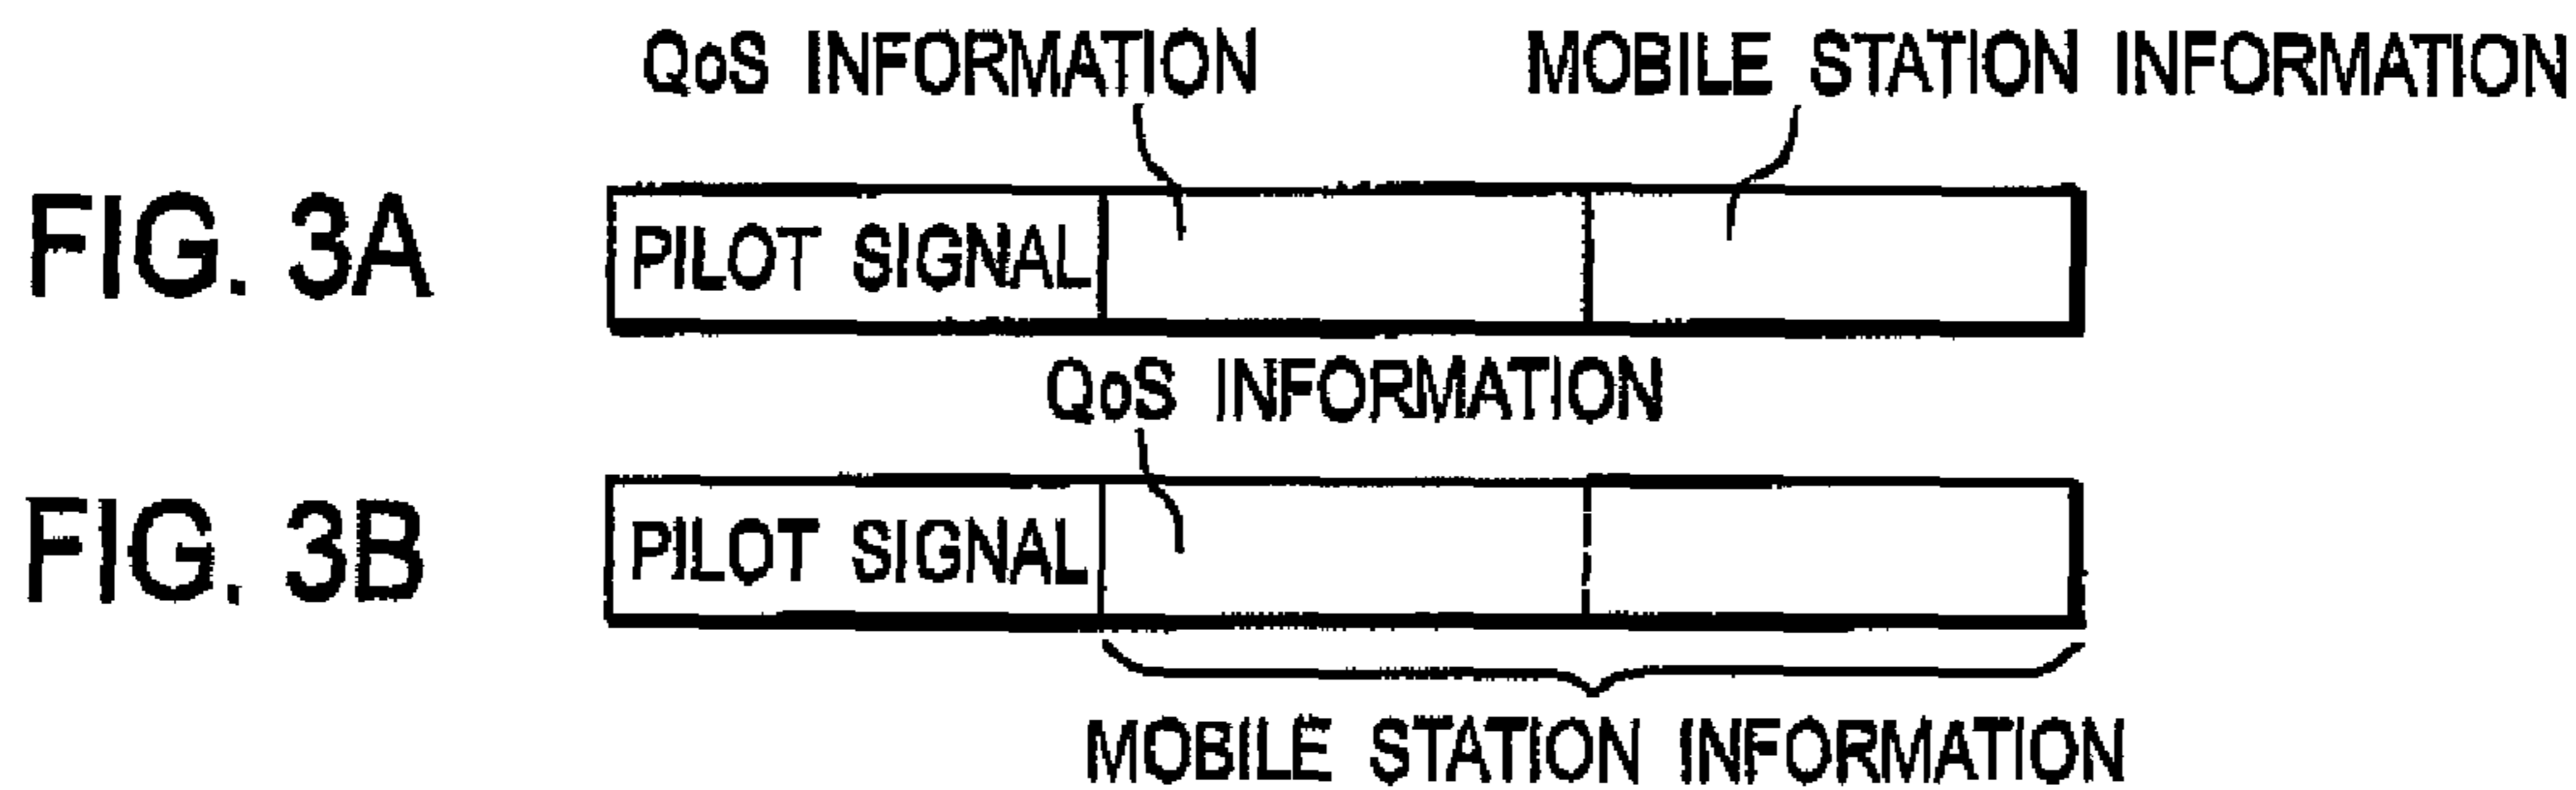 QoS INFORMATION MOBILE STATION INFORMATION
FIG. 3A PILOT SIGNAL
QoS INFORMATION
FIG. 3B PILOT SIGNAL
MOBILE STATION INFORMATION